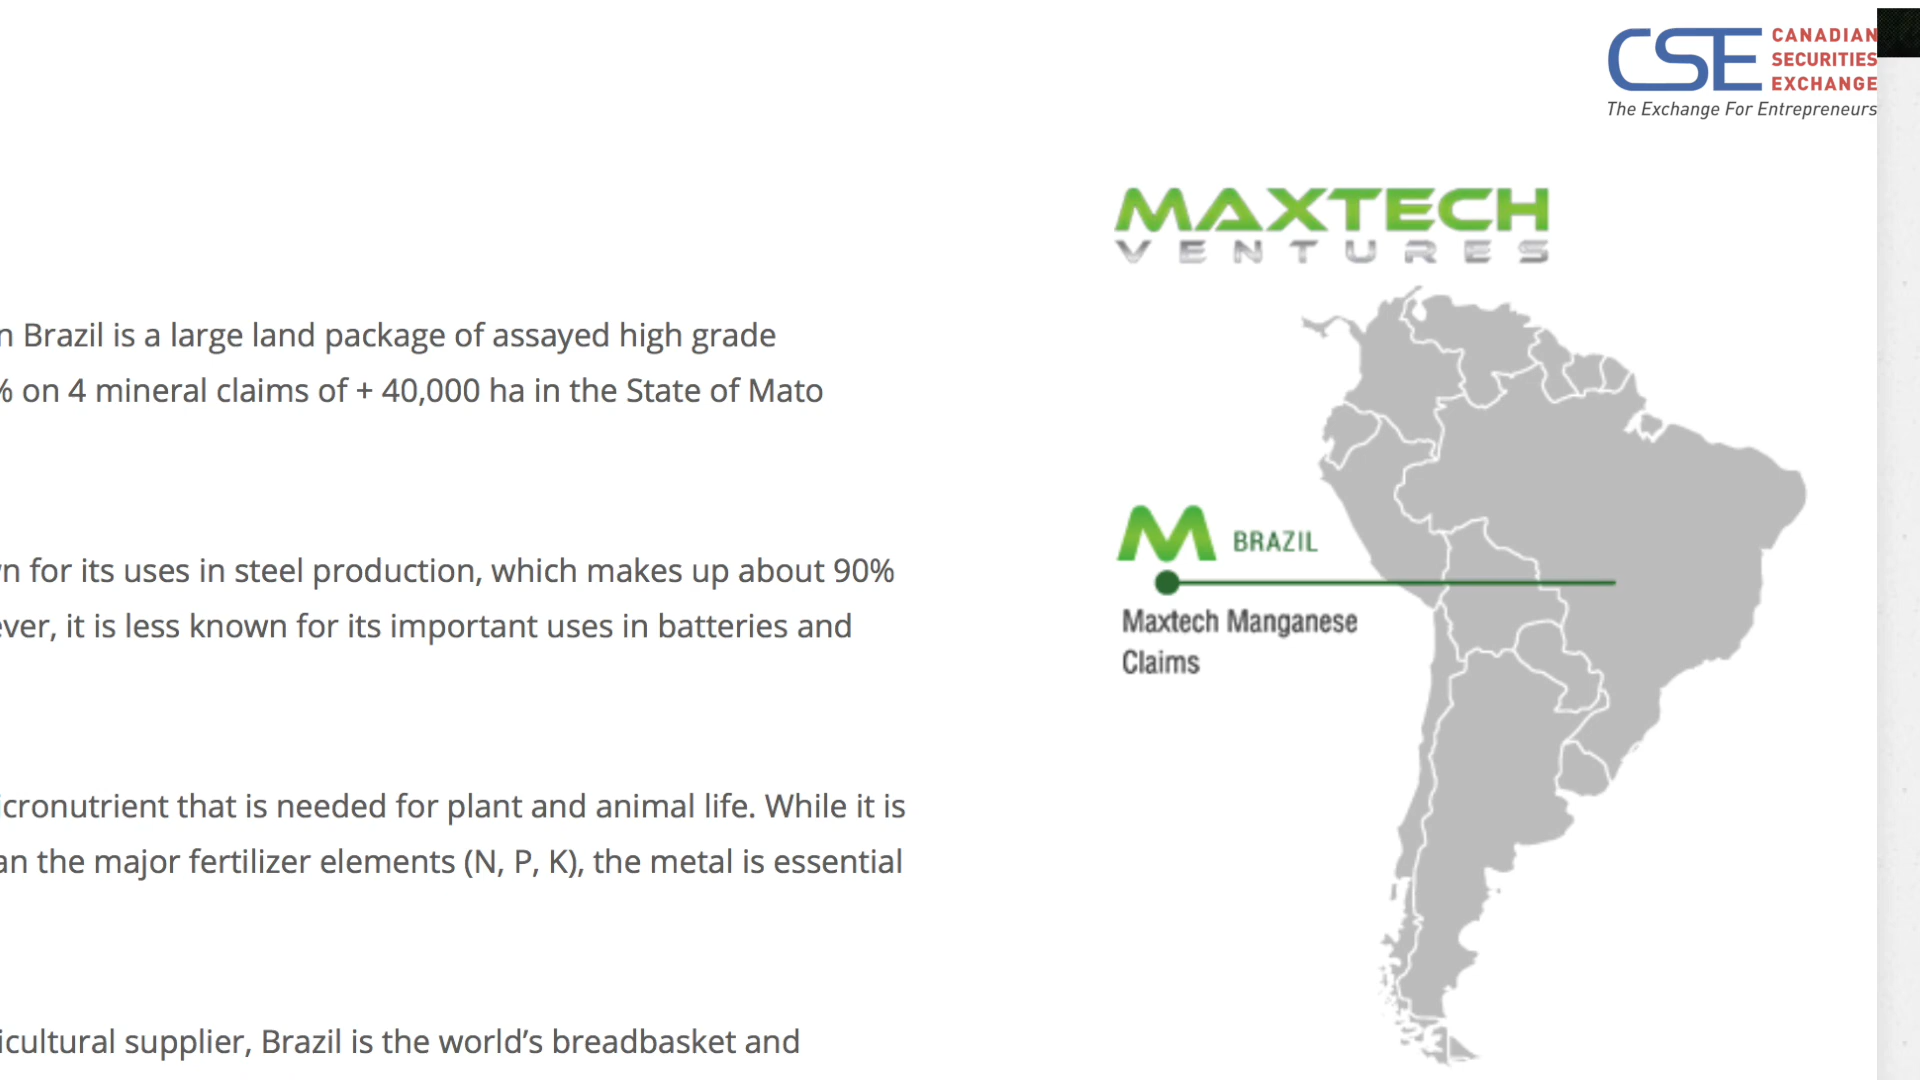 CSE CANADIAN
SECURITIES
EXCHANGE
The Exchange For Entrepreneurs
MAXTECH
VENTURES
n Brazil is a large land package of assayed high grade
% on 4 mineral claims of + 40,000 ha in the State of Mato
n for its uses in steel production, which makes up about 90%
ever, it is less known for its important uses in batteries and
icronutrient that is needed for plant and animal life. While it is
an the major fertilizer elements (N, P, K), the metal is essential
icultural supplier, Brazil is the world’s breadbasket and
M BRAZIL
Maxtech Manganese
Claims